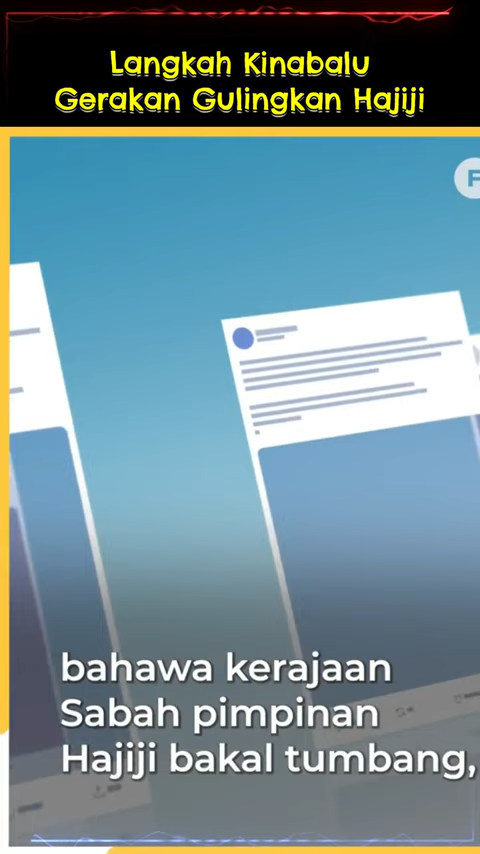 Langkah Kinabalu
Gerakan Gulingkan Hajiji
F
bahawa kerajaan
Sabah pimpinan
Hajiji bakal tumbang,